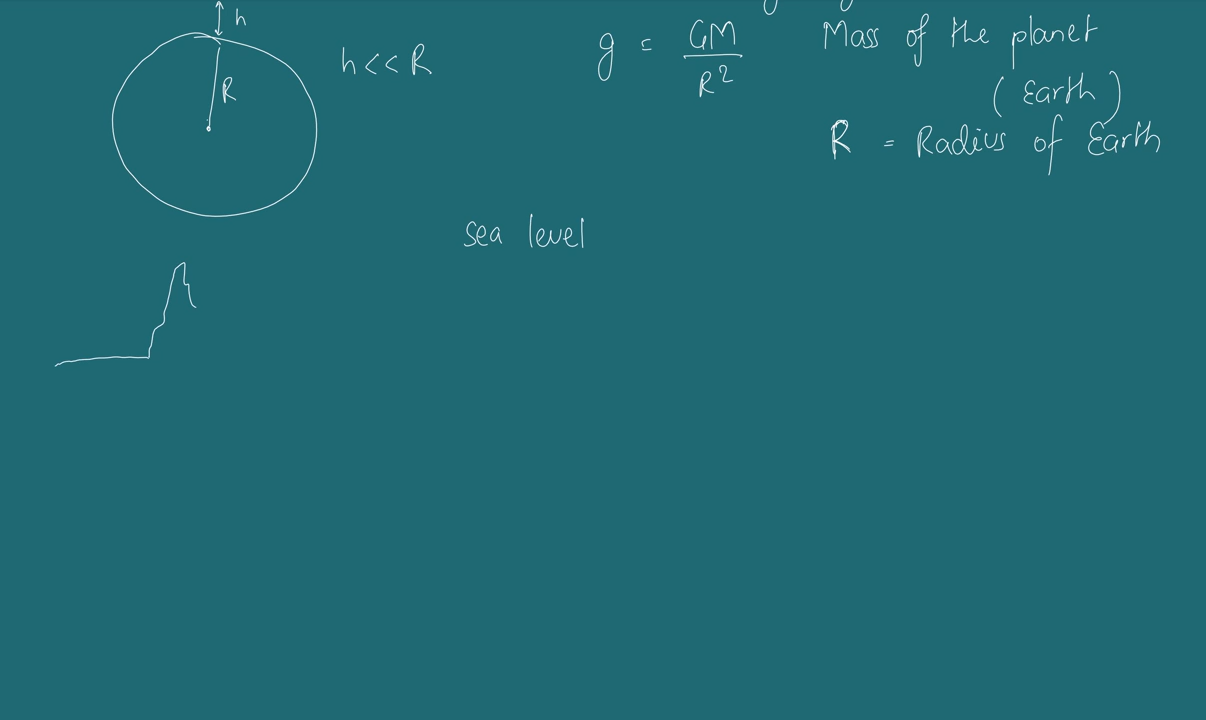 h
h << R
R
g = GM / R²
Mass of the planet
( Earth )
R = Radius of Earth
sea level